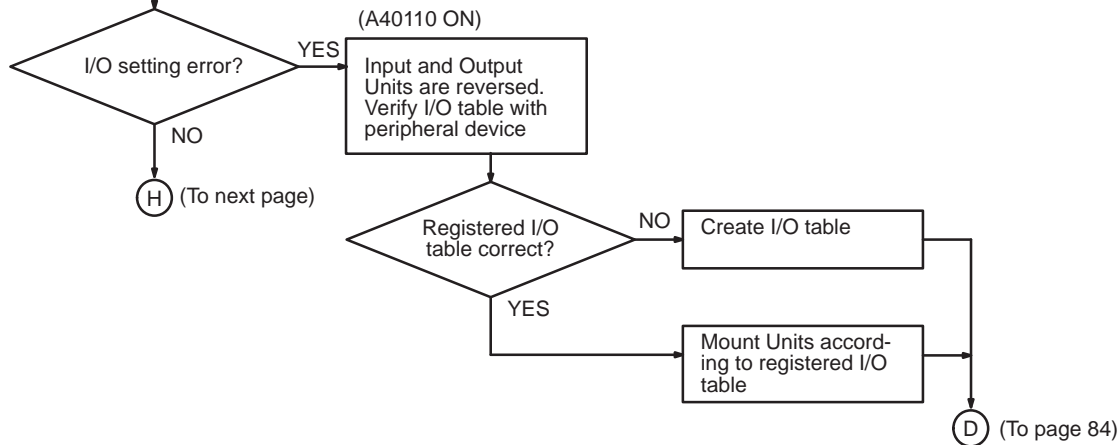 (A40110 ON)
I/O setting error?
YES
Input and Output
Units are reversed.
Verify I/O table with
peripheral device
NO
H (To next page)
Registered I/O
table correct?
NO
Create I/O table
YES
Mount Units accord-
ing to registered I/O
table
D (To page 84)